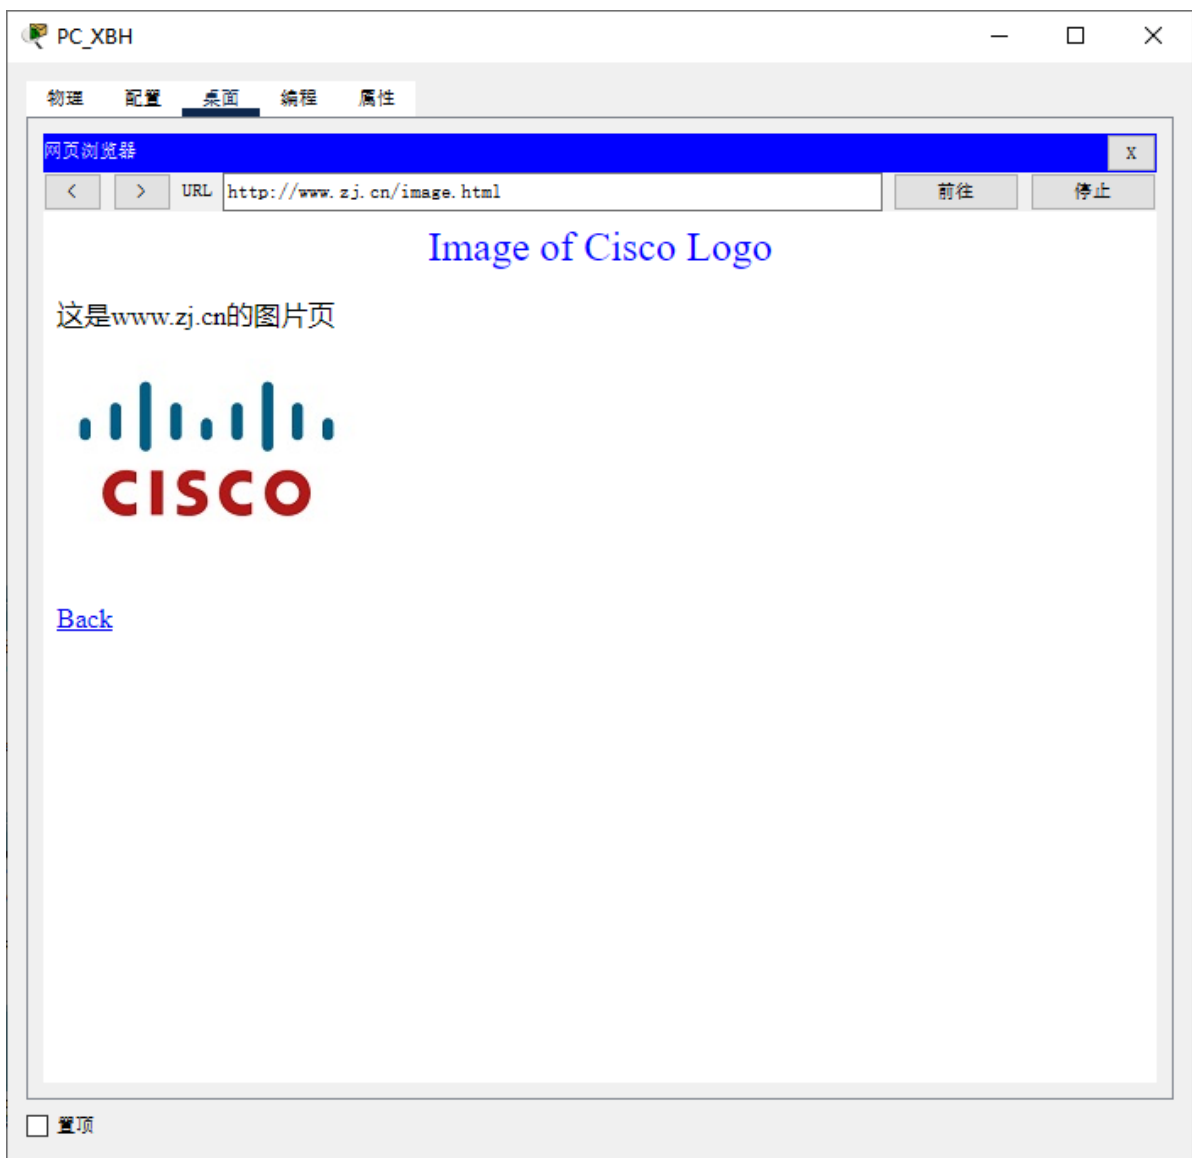 PC_XBH
物理 配置 桌面 编程 属性
网页浏览器 X
< > URL http://www.zj.cn/image.html 前往 停止
Image of Cisco Logo
这是www.zj.cn的图片页
CISCO
Back
置顶